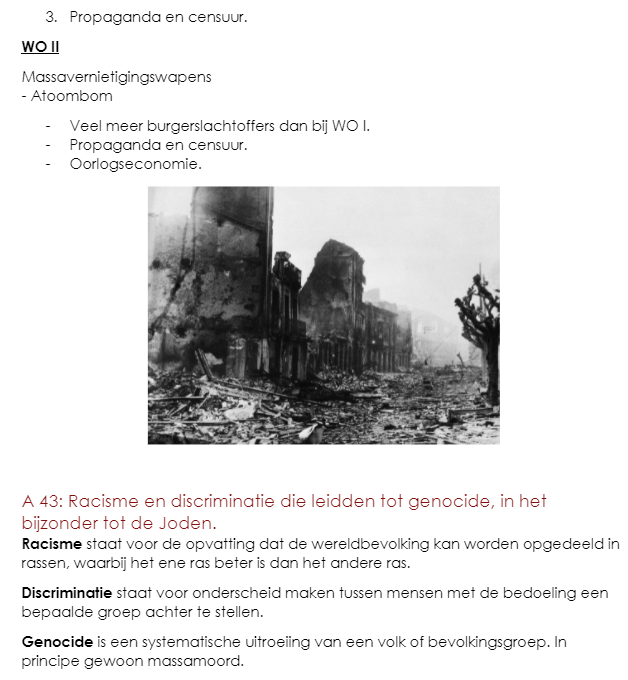 3. Propaganda en censuur.
WO II
Massavernietigingswapens
- Atoombom
- Veel meer burgerslachtoffers dan bij WO I.
- Propaganda en censuur.
- Oorlogseconomie.
A 43: Racisme en discriminatie die leidden tot genocide, in het
bijzonder tot de Joden.
Racisme staat voor de opvatting dat de wereldbevolking kan worden opgedeeld in
rassen, waarbij het ene ras beter is dan het andere ras.
Discriminatie staat voor onderscheid maken tussen mensen met de bedoeling een
bepaalde groep achter te stellen.
Genocide is een systematische uitroeiing van een volk of bevolkingsgroep. In
principe gewoon massamoord.